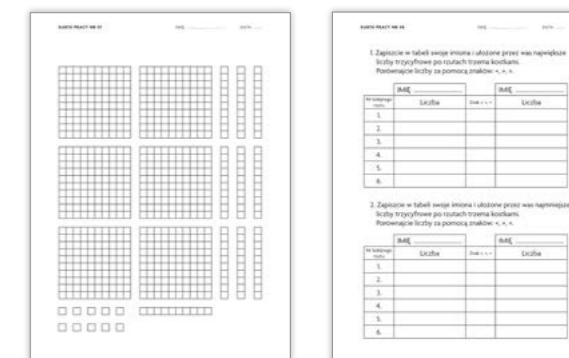 KARTA PRACY NR 37 IMIĘ DATA
KARTA PRACY NR 38 IMIĘ DATA
1. Zapiszcie w tabeli swoje imiona i ułożone przez was największe
liczby trzycyfrowe po rzutach trzema kostkami.
Porównajcie liczby za pomocą znaków: <, >, =.
IMIĘ IMIĘ
Nr kolejnego rzutu Liczba Znak <, >, = Liczba
1.
2.
3.
4.
5.
6.
2. Zapiszcie w tabeli swoje imiona i ułożone przez was najmniejsze
liczby trzycyfrowe po rzutach trzema kostkami.
Porównajcie liczby za pomocą znaków: <, >, =.
IMIĘ IMIĘ
Nr kolejnego rzutu Liczba Znak <, >, = Liczba
1.
2.
3.
4.
5.
6.